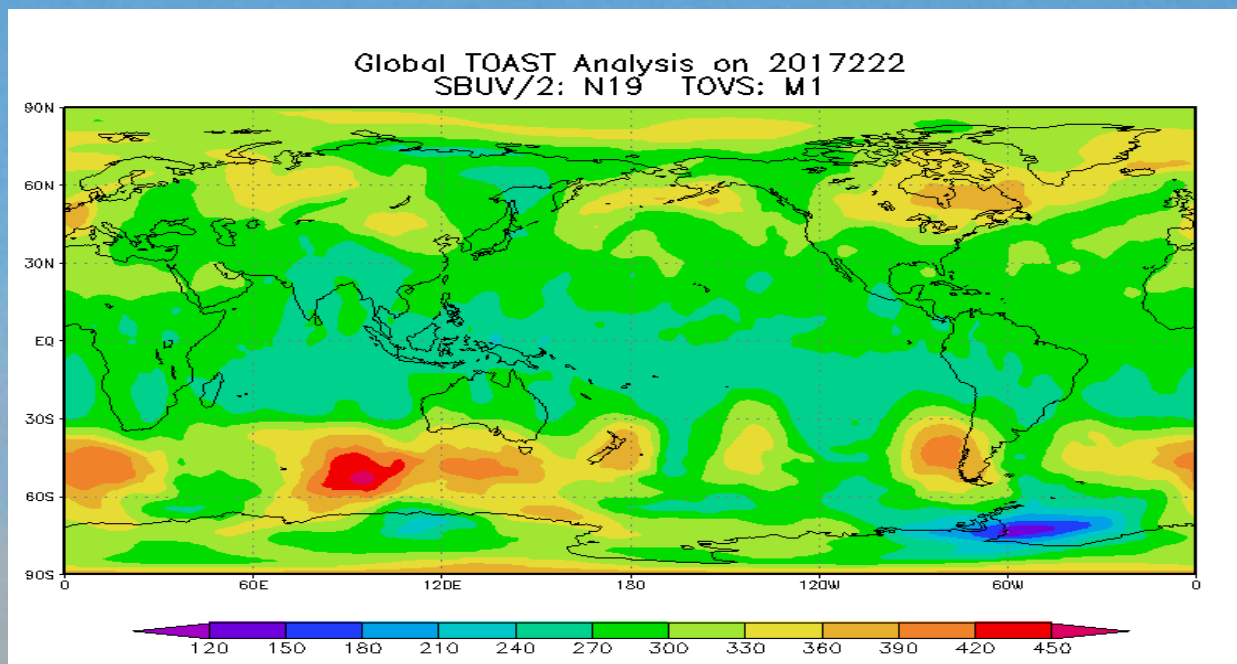 Global TOAST Analysis on 2017222
SBUV/2: N19 TOVS: M1
90N
60N
30N
EQ
30S
60S
90S
0 60E 120E 180 120W 60W 0
120 150 180 210 240 270 300 330 360 390 420 450